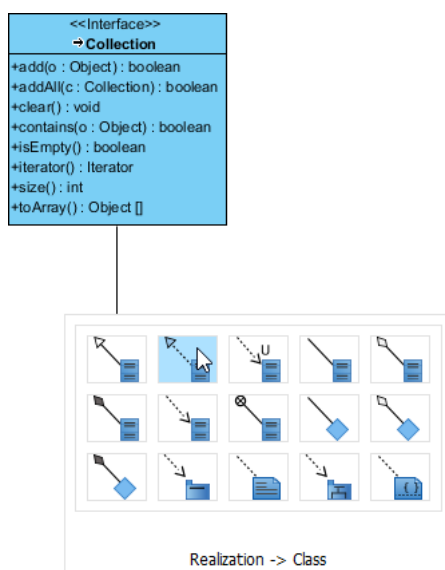 <<Interface>>
Collection
+add(o : Object) : boolean
+addAll(c : Collection) : boolean
+clear() : void
+contains(o : Object) : boolean
+isEmpty() : boolean
+iterator() : Iterator
+size() : int
+toArray() : Object []
U
{ }
Realization -> Class